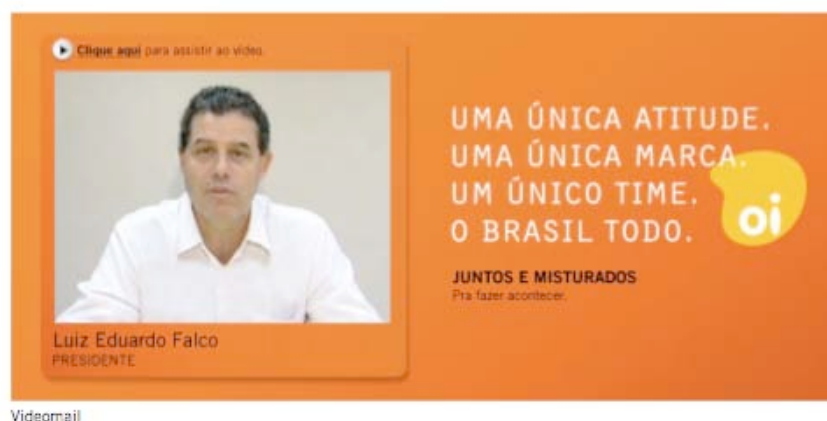 Clique aqui para assistir ao vídeo.
UMA ÚNICA ATITUDE.
UMA ÚNICA MARCA.
UM ÚNICO TIME.
O BRASIL TODO.
oi
JUNTOS E MISTURADOS
Pra fazer acontecer.
Luiz Eduardo Falco
PRESIDENTE
Videomail